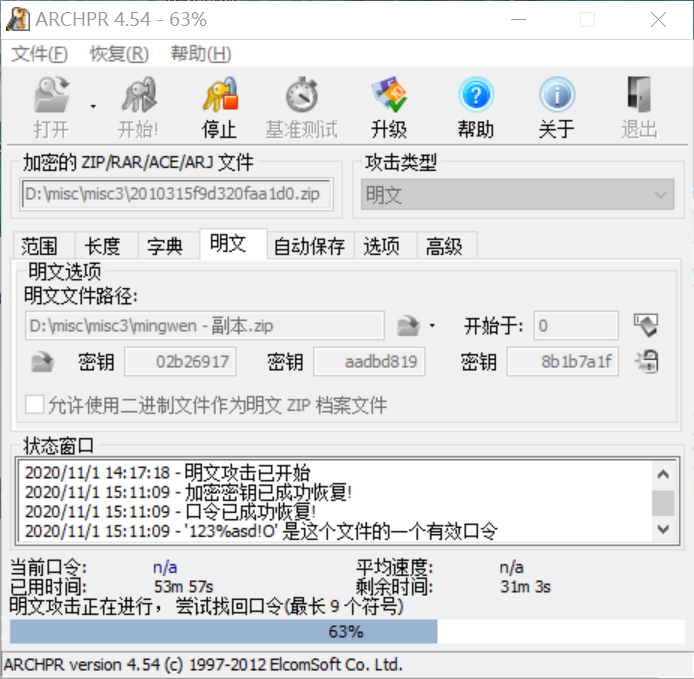 ARCHPR 4.54 - 63%
文件(F) 恢复(R) 帮助(H)
打开 开始! 停止 基准测试 升级 帮助 关于 退出
加密的 ZIP/RAR/ACE/ARJ 文件 攻击类型
D:\misc\misc3\2010315f9d320faa1d0.zip 明文
范围 长度 字典 明文 自动保存 选项 高级
明文选项
明文文件路径:
D:\misc\misc3\mingwen - 副本.zip 开始于: 0
密钥 02b26917 密钥 aadbd819 密钥 8b1b7a1f
允许使用二进制文件作为明文 ZIP 档案文件
状态窗口
2020/11/1 14:17:18 - 明文攻击已开始
2020/11/1 15:11:09 - 加密密钥已成功恢复!
2020/11/1 15:11:09 - 口令已成功恢复!
2020/11/1 15:11:09 - '123%asd!O' 是这个文件的一个有效口令
当前口令: n/a 平均速度: n/a
已用时间: 53m 57s 剩余时间: 31m 3s
明文攻击正在进行，尝试找回口令(最长 9 个符号)
63%
ARCHPR version 4.54 (c) 1997-2012 ElcomSoft Co. Ltd.